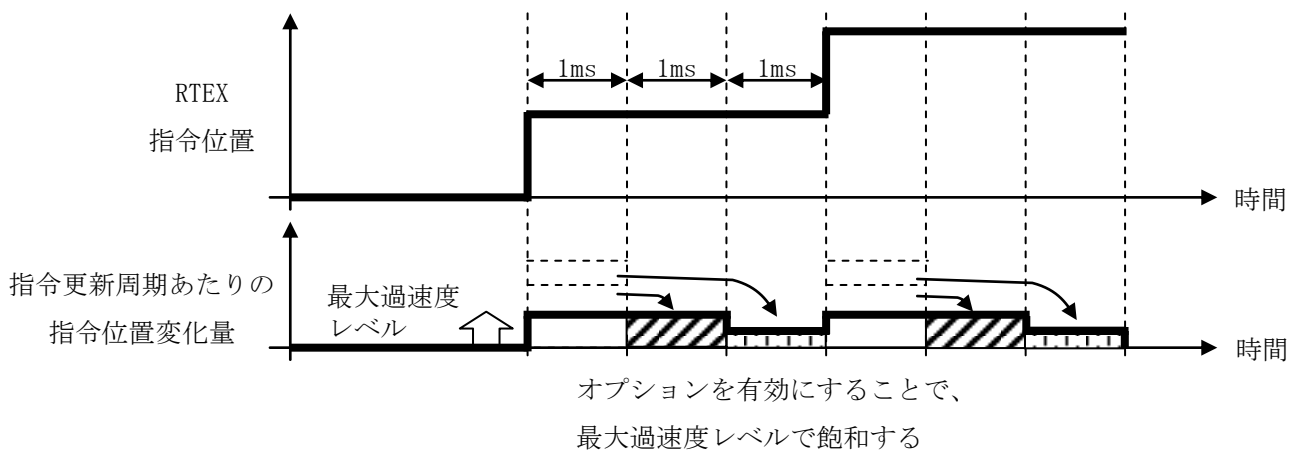 1ms 1ms 1ms
RTEX
指令位置
時間
指令更新周期あたりの
指令位置変化量
最大過速度
レベル
時間
オプションを有効にすることで、
最大過速度レベルで飽和する